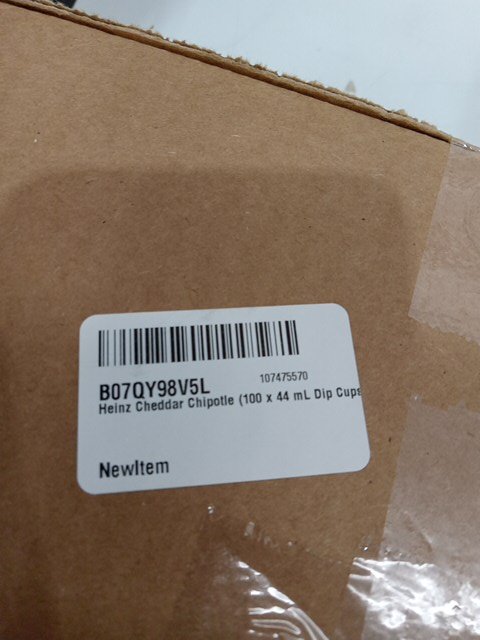 B07QY98V5L 107475570
Heinz Cheddar Chipotle (100 x 44 mL Dip Cups
NewItem